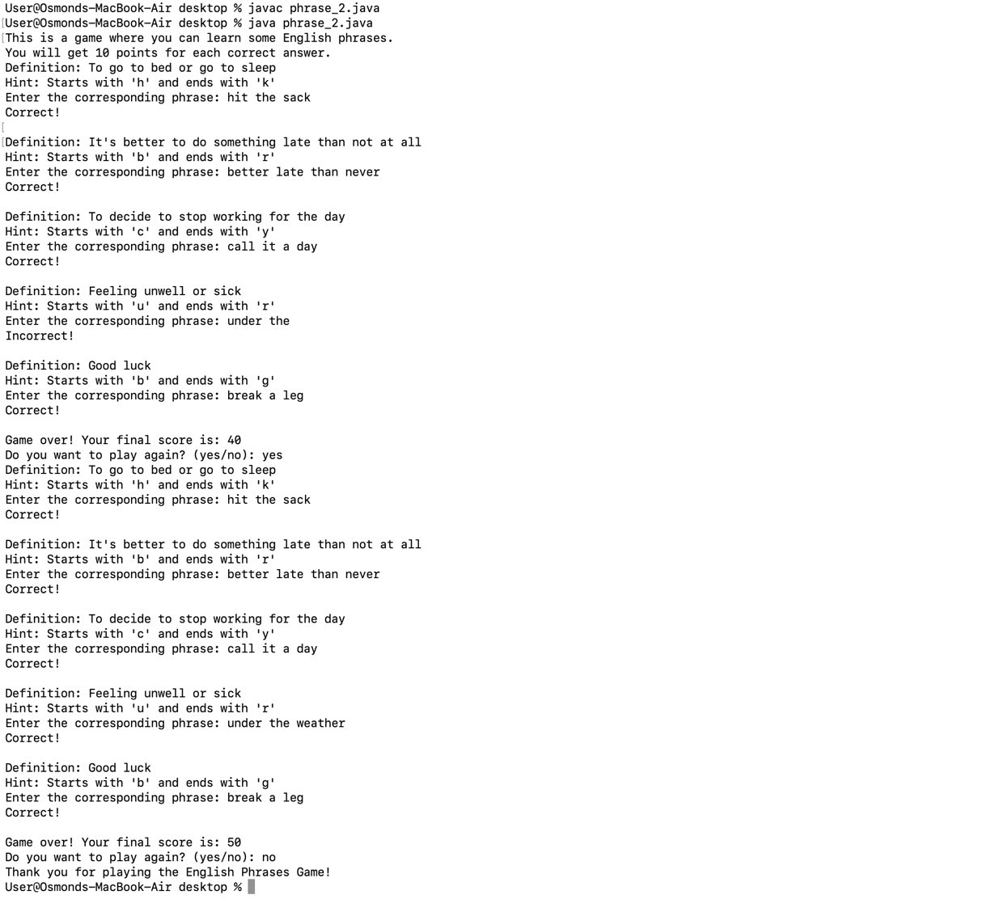 User@Osmonds-MacBook-Air desktop % javac phrase_2.java
[User@Osmonds-MacBook-Air desktop % java phrase_2.java
[This is a game where you can learn some English phrases.
You will get 10 points for each correct answer.
Definition: To go to bed or go to sleep
Hint: Starts with 'h' and ends with 'k'
Enter the corresponding phrase: hit the sack
Correct!
[
[Definition: It's better to do something late than not at all
Hint: Starts with 'b' and ends with 'r'
Enter the corresponding phrase: better late than never
Correct!
Definition: To decide to stop working for the day
Hint: Starts with 'c' and ends with 'y'
Enter the corresponding phrase: call it a day
Correct!
Definition: Feeling unwell or sick
Hint: Starts with 'u' and ends with 'r'
Enter the corresponding phrase: under the
Incorrect!
Definition: Good luck
Hint: Starts with 'b' and ends with 'g'
Enter the corresponding phrase: break a leg
Correct!
Game over! Your final score is: 40
Do you want to play again? (yes/no): yes
Definition: To go to bed or go to sleep
Hint: Starts with 'h' and ends with 'k'
Enter the corresponding phrase: hit the sack
Correct!
Definition: It's better to do something late than not at all
Hint: Starts with 'b' and ends with 'r'
Enter the corresponding phrase: better late than never
Correct!
Definition: To decide to stop working for the day
Hint: Starts with 'c' and ends with 'y'
Enter the corresponding phrase: call it a day
Correct!
Definition: Feeling unwell or sick
Hint: Starts with 'u' and ends with 'r'
Enter the corresponding phrase: under the weather
Correct!
Definition: Good luck
Hint: Starts with 'b' and ends with 'g'
Enter the corresponding phrase: break a leg
Correct!
Game over! Your final score is: 50
Do you want to play again? (yes/no): no
Thank you for playing the English Phrases Game!
User@Osmonds-MacBook-Air desktop %